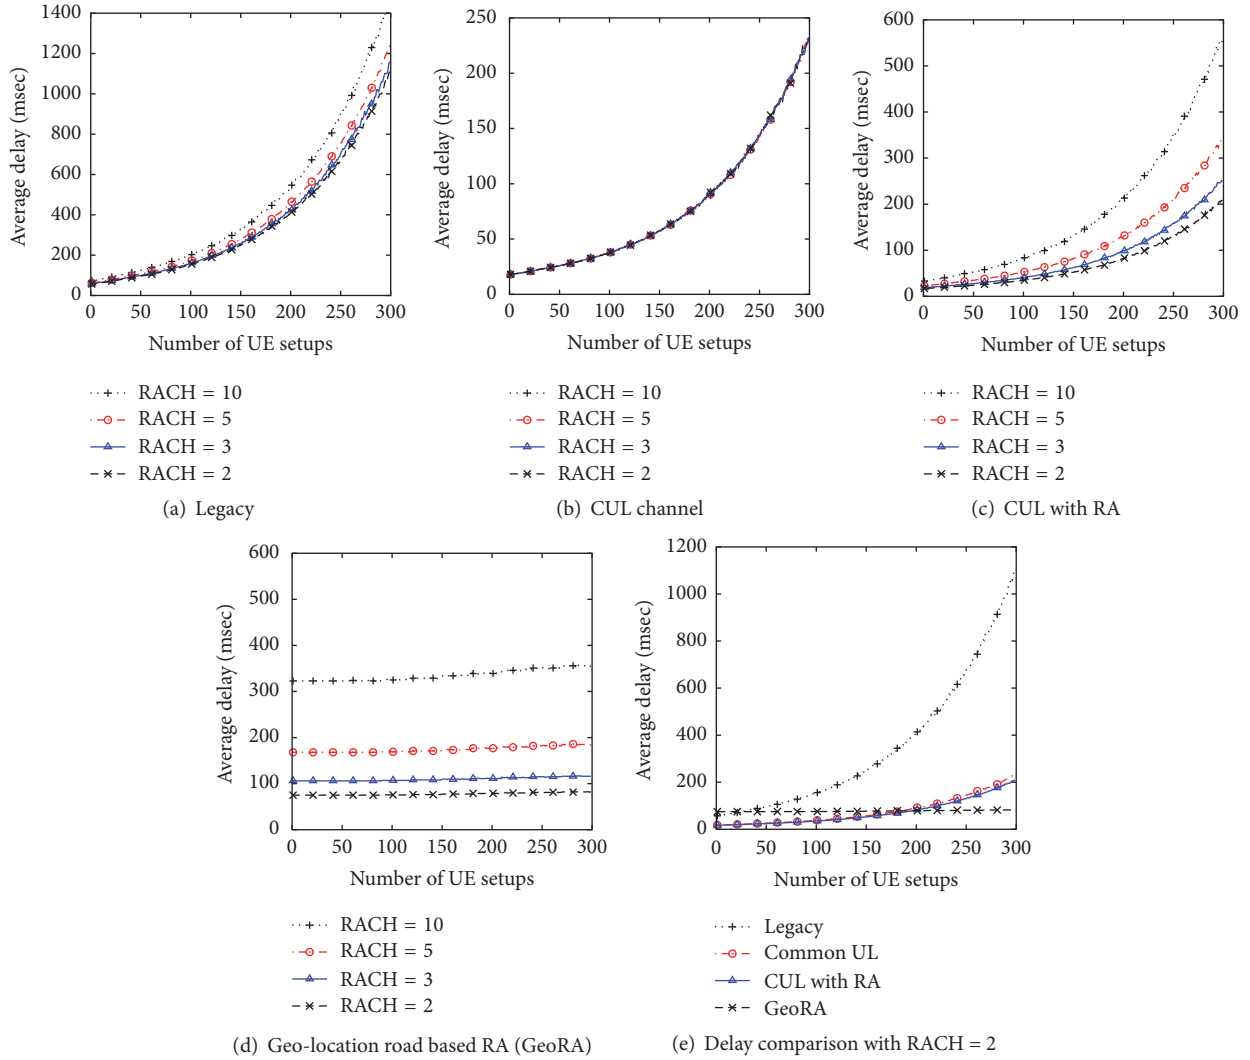 Average delay (msec)
1400
1200
1000
800
600
400
200
0
0 50 100 150 200 250 300
Number of UE setups
RACH = 10
RACH = 5
RACH = 3
RACH = 2
(a) Legacy
Average delay (msec)
250
200
150
100
50
0
0 50 100 150 200 250 300
Number of UE setups
RACH = 10
RACH = 5
RACH = 3
RACH = 2
(b) CUL channel
Average delay (msec)
600
500
400
300
200
100
0
0 50 100 150 200 250 300
Number of UE setups
RACH = 10
RACH = 5
RACH = 3
RACH = 2
(c) CUL with RA
Average delay (msec)
600
500
400
300
200
100
0
0 50 100 150 200 250 300
Number of UE setups
RACH = 10
RACH = 5
RACH = 3
RACH = 2
(d) Geo-location road based RA (GeoRA)
Average delay (msec)
1200
1000
800
600
400
200
0
0 50 100 150 200 250 300
Number of UE setups
Legacy
Common UL
CUL with RA
GeoRA
(e) Delay comparison with RACH = 2